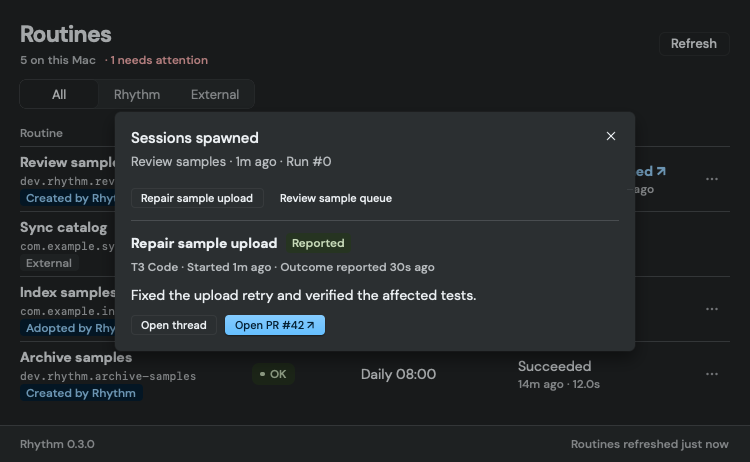 Routines
5 on this Mac · 1 needs attention
Refresh
All Rhythm External
Routine
Sessions spawned
Review samples · 1m ago · Run #0
Repair sample upload Review sample queue
Repair sample upload Reported
T3 Code · Started 1m ago · Outcome reported 30s ago
Fixed the upload retry and verified the affected tests.
Open thread Open PR #42 ↗
Review
dev.rhythm.rev
ago
Created by
Sync catalog
com.example.sy
External
Index samples
com.example.in
Adopted by
Archive samples
dev.rhythm.archive-samples
Created by Rhythm
OK
Daily 08:00
Succeeded
14m ago · 12.0s
Rhythm 0.3.0
Routines refreshed just now